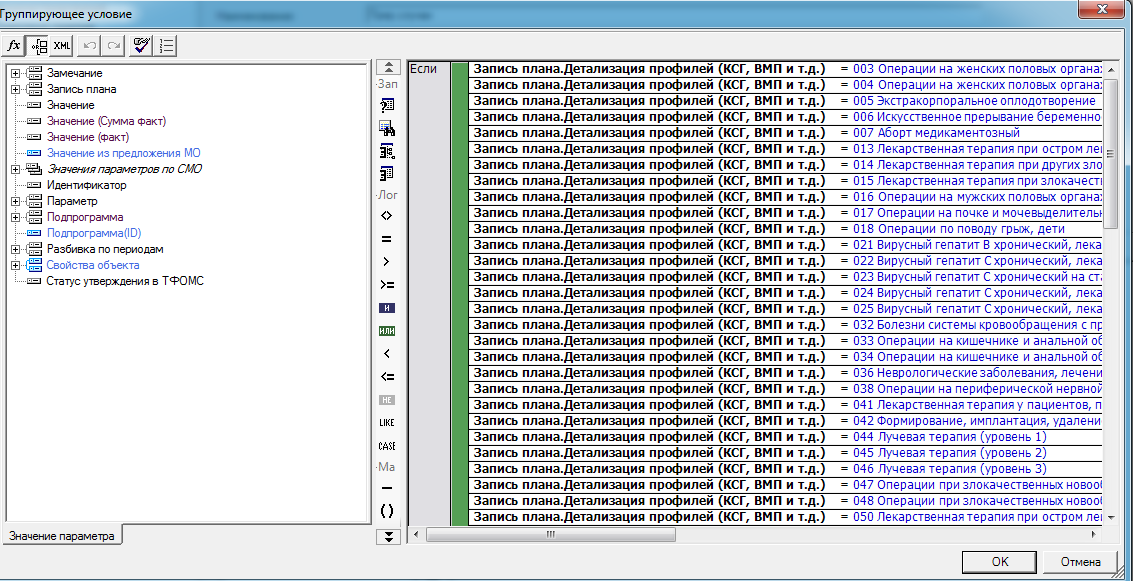 Группирующее условие
Наименование
fx
XML
Замечание
Запись плана
Значение
Значение (Сумма факт)
Значение (факт)
Значение из предложения МО
Значения параметров по СМО
Идентификатор
Параметр
Подпрограмма
Подпрограмма(ID)
Разбивка по периодам
Свойства объекта
Статус утверждения в ТФОМС
Значение параметра
Зап
Лог
<>
=
>
>=
И
ИЛИ
<
<=
НЕ
LIKE
CASE
Ма
–
()
Если
Запись плана.Детализация профилей (КСГ, ВМП и т.д.) = 003 Операции на женских половых органах
Запись плана.Детализация профилей (КСГ, ВМП и т.д.) = 004 Операции на женских половых органах
Запись плана.Детализация профилей (КСГ, ВМП и т.д.) = 005 Экстракорпоральное оплодотворение
Запись плана.Детализация профилей (КСГ, ВМП и т.д.) = 006 Искусственное прерывание беременно
Запись плана.Детализация профилей (КСГ, ВМП и т.д.) = 007 Аборт медикаментозный
Запись плана.Детализация профилей (КСГ, ВМП и т.д.) = 013 Лекарственная терапия при остром лей
Запись плана.Детализация профилей (КСГ, ВМП и т.д.) = 014 Лекарственная терапия при других зло
Запись плана.Детализация профилей (КСГ, ВМП и т.д.) = 015 Лекарственная терапия при злокачест
Запись плана.Детализация профилей (КСГ, ВМП и т.д.) = 016 Операции на мужских половых органах
Запись плана.Детализация профилей (КСГ, ВМП и т.д.) = 017 Операции на почке и мочевыделитель
Запись плана.Детализация профилей (КСГ, ВМП и т.д.) = 018 Операции по поводу грыж, дети
Запись плана.Детализация профилей (КСГ, ВМП и т.д.) = 021 Вирусный гепатит B хронический, лека
Запись плана.Детализация профилей (КСГ, ВМП и т.д.) = 022 Вирусный гепатит C хронический, лека
Запись плана.Детализация профилей (КСГ, ВМП и т.д.) = 023 Вирусный гепатит C хронический на ста
Запись плана.Детализация профилей (КСГ, ВМП и т.д.) = 024 Вирусный гепатит C хронический, лека
Запись плана.Детализация профилей (КСГ, ВМП и т.д.) = 025 Вирусный гепатит C хронический, лека
Запись плана.Детализация профилей (КСГ, ВМП и т.д.) = 032 Болезни системы кровообращения с пр
Запись плана.Детализация профилей (КСГ, ВМП и т.д.) = 033 Операции на кишечнике и анальной об
Запись плана.Детализация профилей (КСГ, ВМП и т.д.) = 034 Операции на кишечнике и анальной об
Запись плана.Детализация профилей (КСГ, ВМП и т.д.) = 036 Неврологические заболевания, лечени
Запись плана.Детализация профилей (КСГ, ВМП и т.д.) = 038 Операции на периферической нервной
Запись плана.Детализация профилей (КСГ, ВМП и т.д.) = 041 Лекарственная терапия у пациентов, п
Запись плана.Детализация профилей (КСГ, ВМП и т.д.) = 042 Формирование, имплантация, удалени
Запись плана.Детализация профилей (КСГ, ВМП и т.д.) = 044 Лучевая терапия (уровень 1)
Запись плана.Детализация профилей (КСГ, ВМП и т.д.) = 045 Лучевая терапия (уровень 2)
Запись плана.Детализация профилей (КСГ, ВМП и т.д.) = 046 Лучевая терапия (уровень 3)
Запись плана.Детализация профилей (КСГ, ВМП и т.д.) = 047 Операции при злокачественных новооб
Запись плана.Детализация профилей (КСГ, ВМП и т.д.) = 048 Операции при злокачественных новооб
Запись плана.Детализация профилей (КСГ, ВМП и т.д.) = 050 Лекарственная терапия при остром лей
OK
Отмена